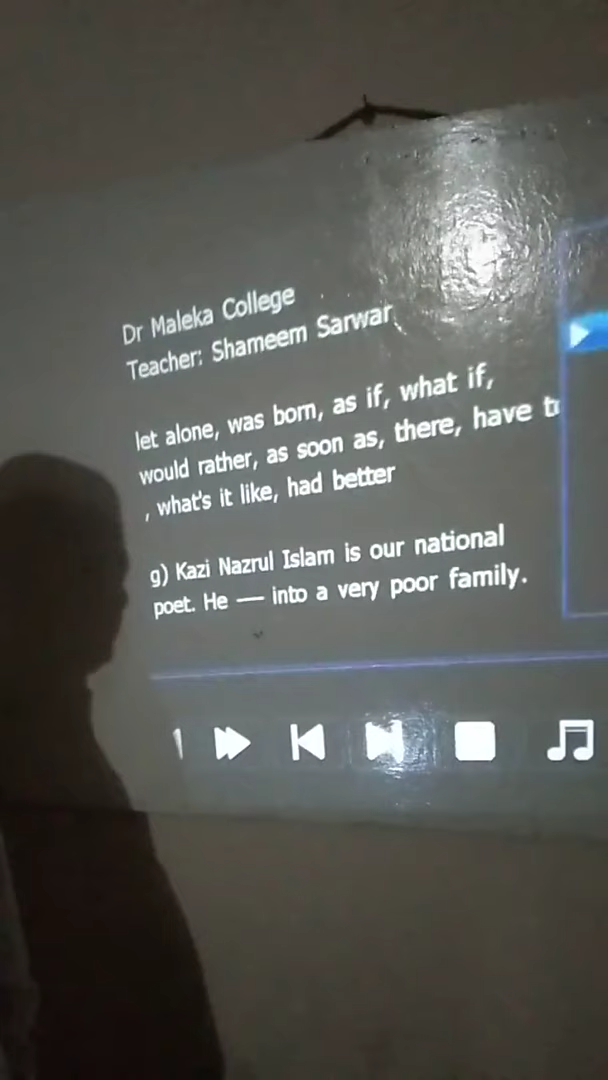 Dr Maleka College
Teacher: Shameem Sarwar
let alone, was born, as if, what if,
would rather, as soon as, there, have
, what's it like, had better
g) Kazi Nazrul Islam is our national
poet. He — into a very poor family.